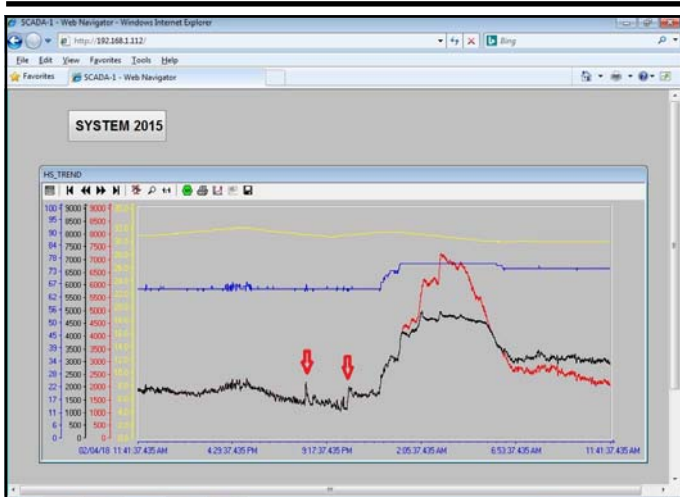 SCADA-1 - Web Navigator - Windows Internet Explorer
http://192.168.1.112/
Bing
File Edit View Favorites Tools Help
Favorites SCADA-1 - Web Navigator
SYSTEM 2015
HS_TREND
1:1
100 9000 9000
95 8500 8500
90 8000 8000
84 7500 7500
78 7000 7000
73 6500 6500
67 6000 6000
62 5500 5500
56 5000 5000
50 4500 4500
45 4000 4000
39 3500 3500
34 3000 3000
28 2500 2500
22 2000 2000
17 1500 1500
11 1000 1000
6 500 500
0 0 0
02/04/18 11:41:37.435 AM 4:29:37.435 PM 9:17:37.435 PM 2:05:37.435 AM 6:53:37.435 AM 11:41:37.435 AM